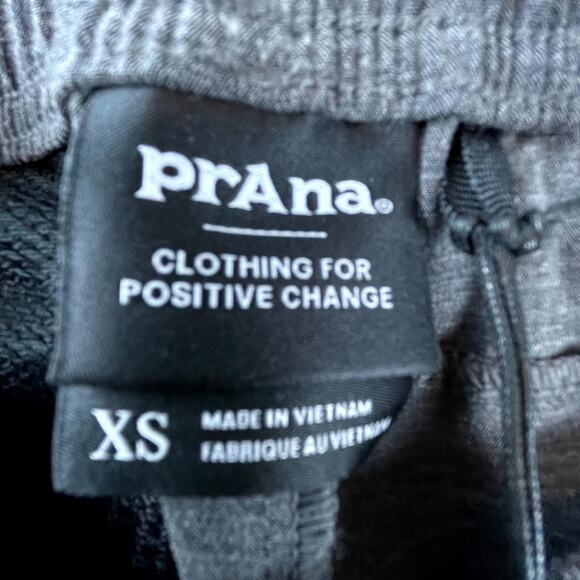 prAna®
CLOTHING FOR
POSITIVE CHANGE
XS
MADE IN VIETNAM
FABRIQUE AU VIETNAM